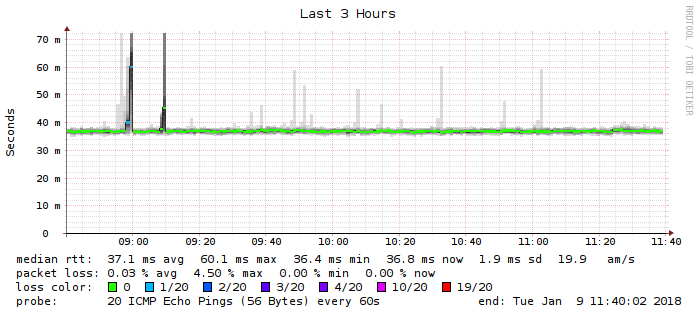 Last 3 Hours
RRDTOOL / TOBI OETIKER
Seconds
70 m
60 m
50 m
40 m
30 m
20 m
10 m
0
09:00 09:20 09:40 10:00 10:20 10:40 11:00 11:20 11:40
median rtt: 37.1 ms avg 60.1 ms max 36.4 ms min 36.8 ms now 1.9 ms sd 19.9 am/s
packet loss: 0.03 % avg 4.50 % max 0.00 % min 0.00 % now
loss color: 0 1/20 2/20 3/20 4/20 10/20 19/20
probe: 20 ICMP Echo Pings (56 Bytes) every 60s end: Tue Jan 9 11:40:02 2018